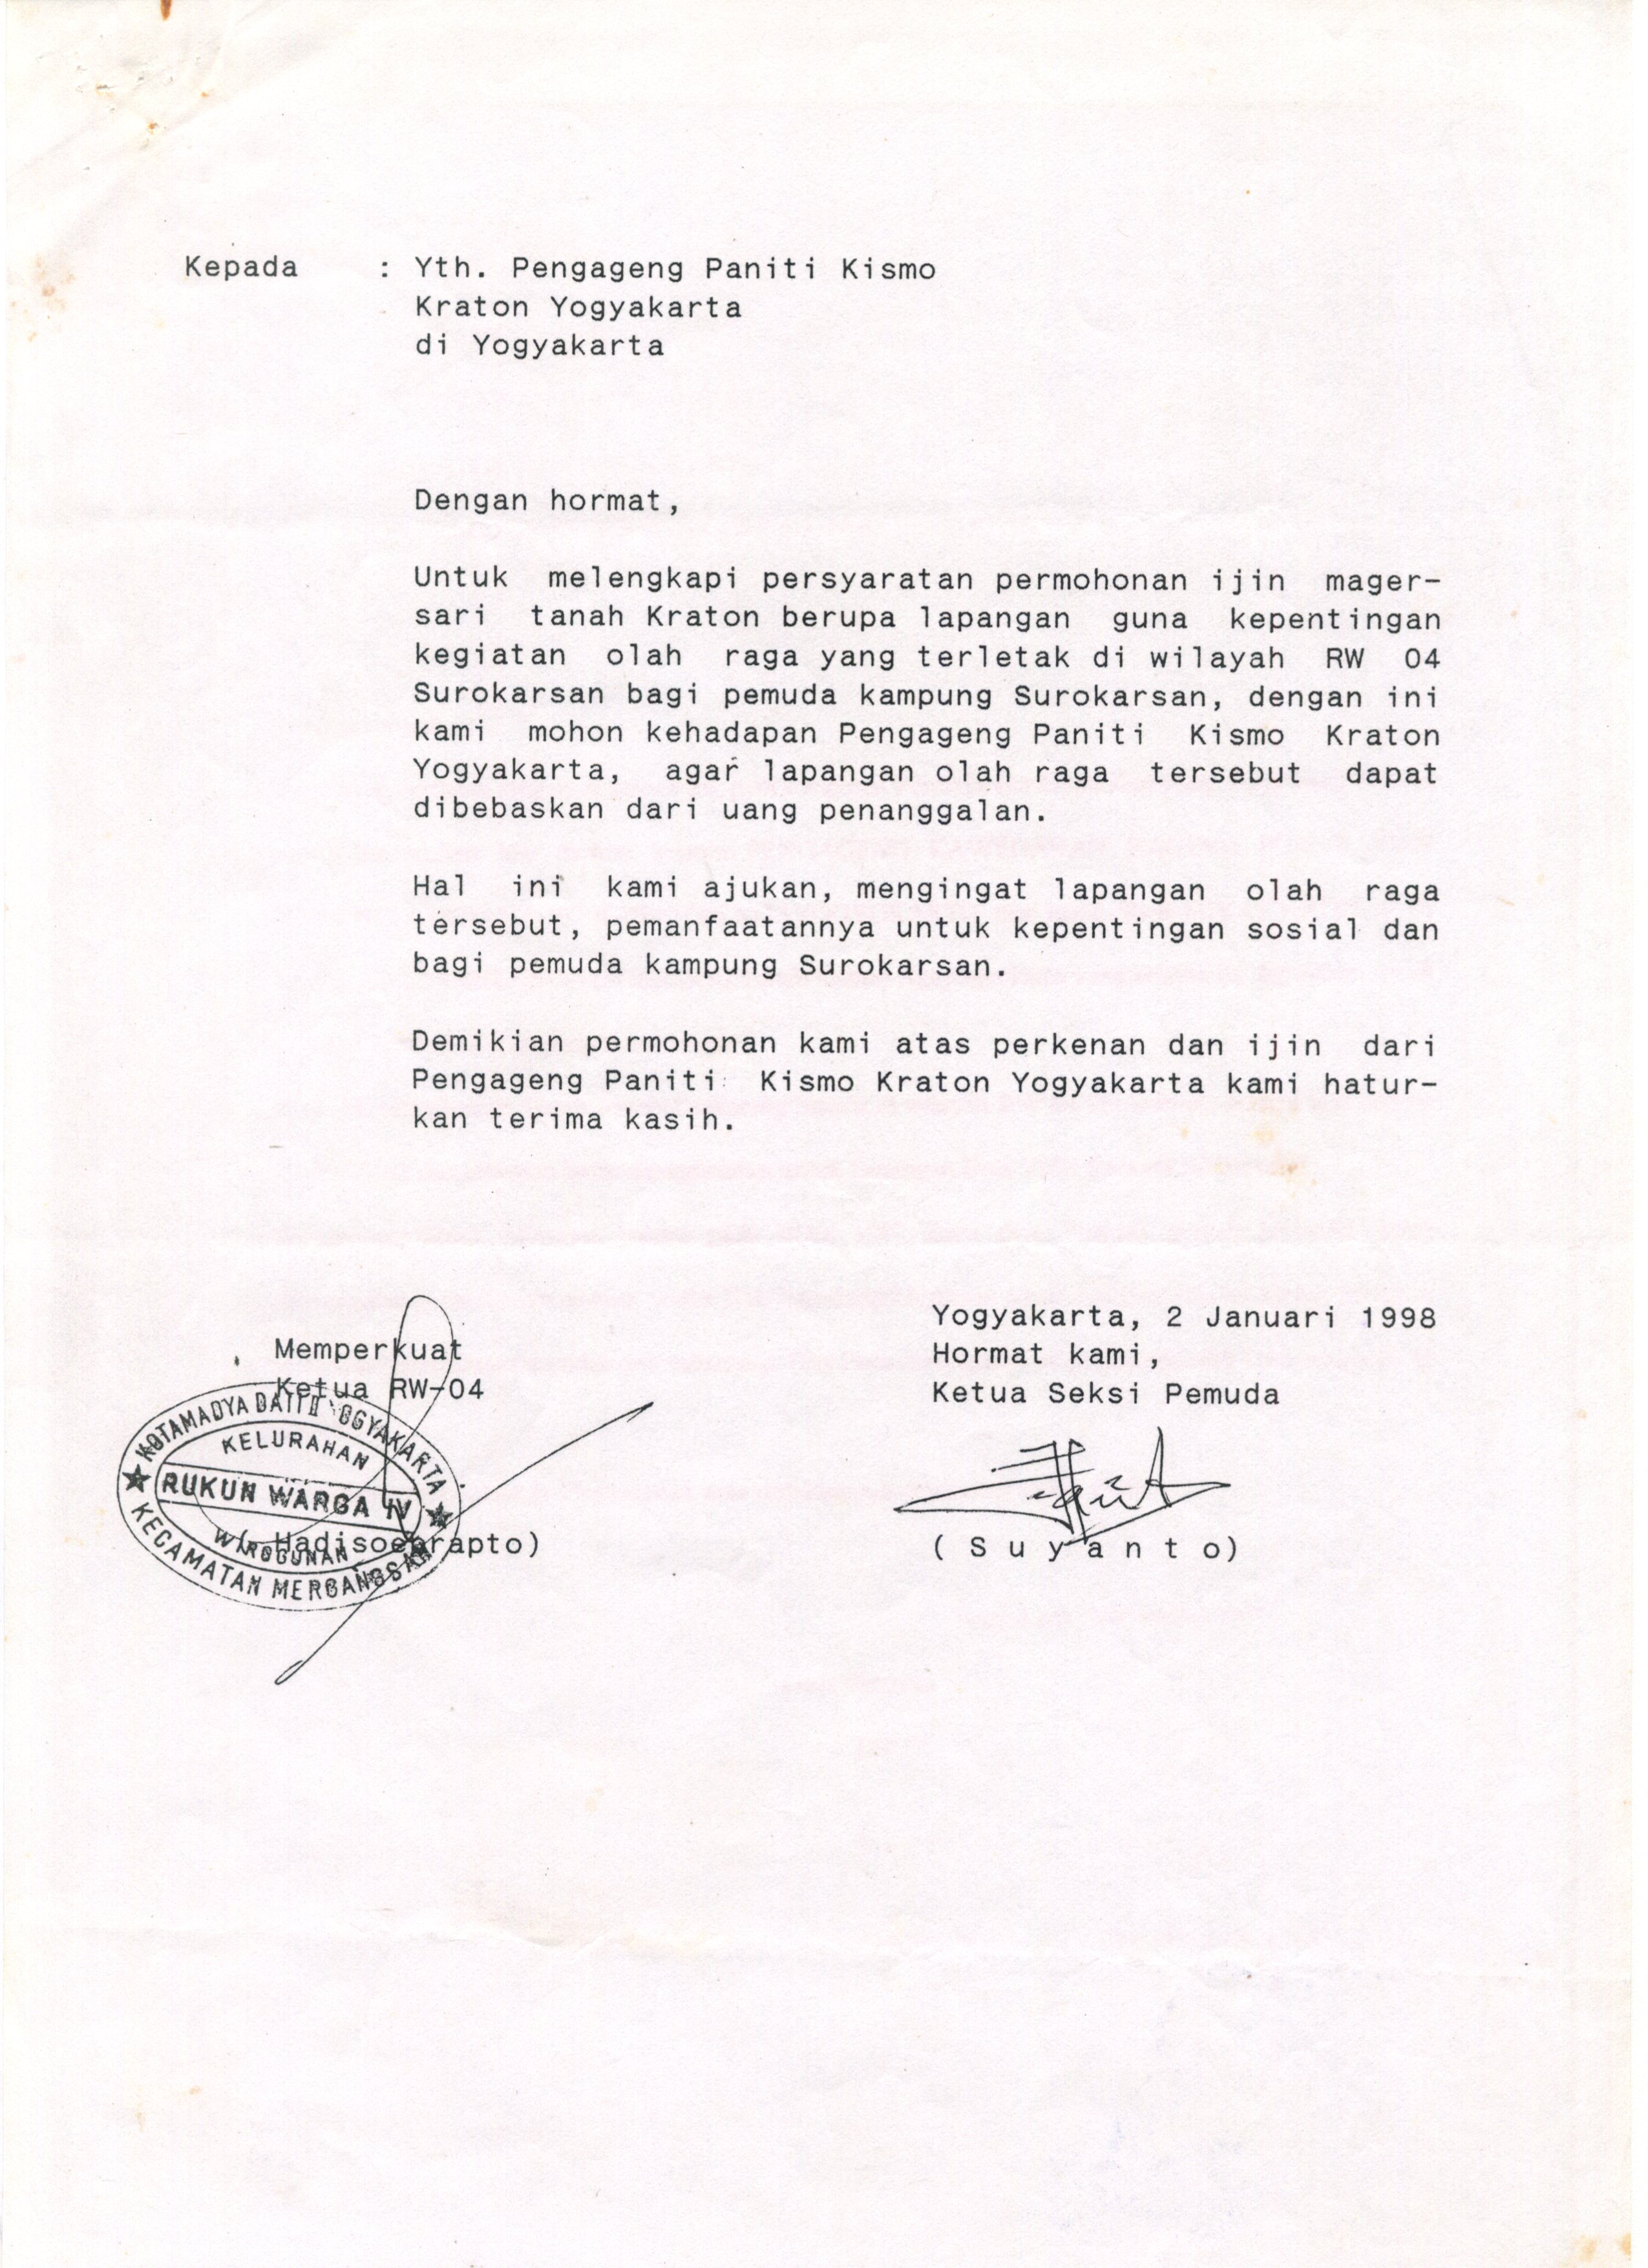 Kepada : Yth. Pengageng Paniti Kismo
Kraton Yogyakarta
di Yogyakarta
Dengan hormat,
Untuk melengkapi persyaratan permohonan ijin mager-
sari tanah Kraton berupa lapangan guna kepentingan
kegiatan olah raga yang terletak di wilayah RW 04
Surokarsan bagi pemuda kampung Surokarsan, dengan ini
kami mohon kehadapan Pengageng Paniti Kismo Kraton
Yogyakarta, agar lapangan olah raga tersebut dapat
dibebaskan dari uang penanggalan.
Hal ini kami ajukan, mengingat lapangan olah raga
tersebut, pemanfaatannya untuk kepentingan sosial dan
bagi pemuda kampung Surokarsan.
Demikian permohonan kami atas perkenan dan ijin dari
Pengageng Paniti Kismo Kraton Yogyakarta kami hatur-
kan terima kasih.
Memperkuat
Ketua RW-04
KOTAMADYA DATI II YOGYAKARTA
KELURAHAN
RUKUN WARGA IV
WIROGUNAN
KECAMATAN MERGANGSAN
( Hadisoeprapto)
Yogyakarta, 2 Januari 1998
Hormat kami,
Ketua Seksi Pemuda
( S u y a n t o)